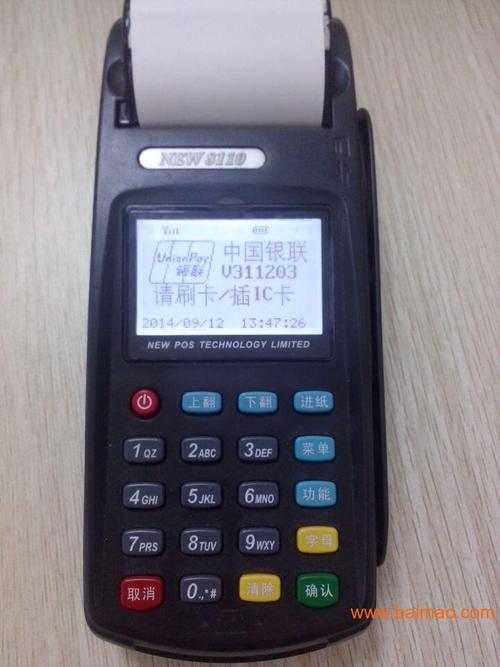 NEW 8110
UnionPay
银联
中国银联
V311203
请刷卡/插IC卡
2014/09/12 13:47:26
NEW POS TECHNOLOGY LIMITED
上翻 下翻 进纸
1QZ 2ABC 3DEF 菜单
4GHI 5JKL 6MNO 功能
7PRS 8TUV 9WXY 字母
取消 0.,*# 清除 确认
www.baimao.com